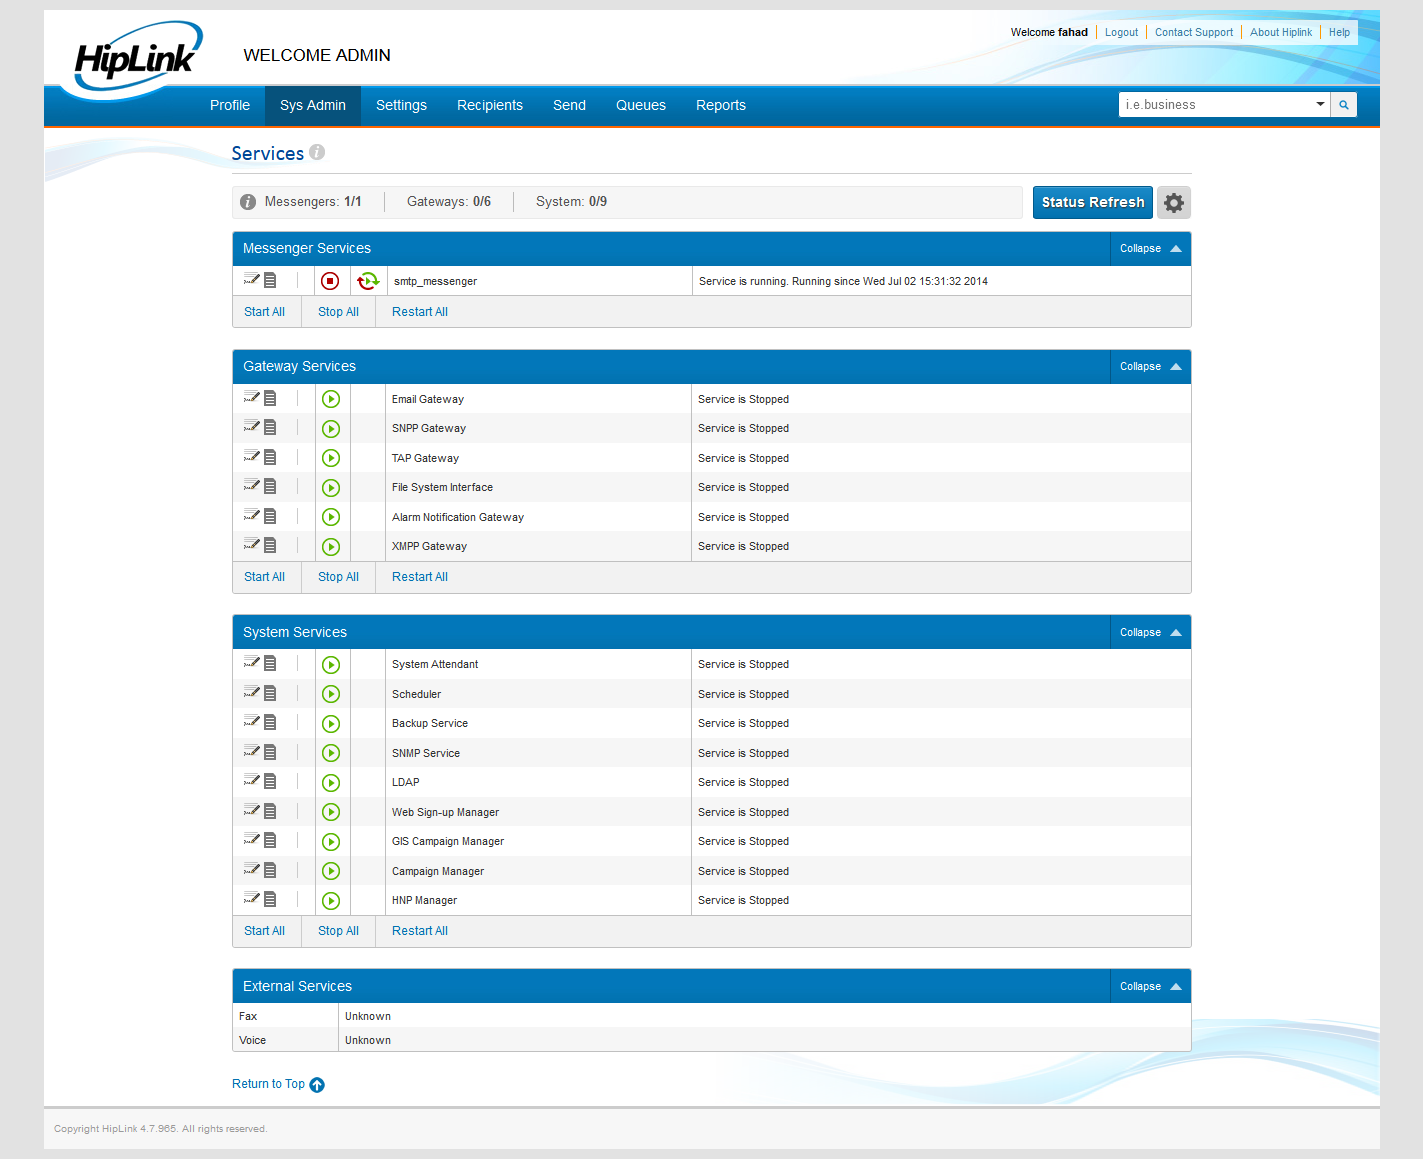 HipLink
WELCOME ADMIN
Welcome fahad | Logout | Contact Support | About Hiplink | Help
Profile Sys Admin Settings Recipients Send Queues Reports
i.e.business
Services
Messengers: 1/1 | Gateways: 0/6 | System: 0/9
Status Refresh
Messenger Services Collapse
smtp_messenger Service is running. Running since Wed Jul 02 15:31:32 2014
Start All Stop All Restart All
Gateway Services Collapse
Email Gateway Service is Stopped
SNPP Gateway Service is Stopped
TAP Gateway Service is Stopped
File System Interface Service is Stopped
Alarm Notification Gateway Service is Stopped
XMPP Gateway Service is Stopped
Start All Stop All Restart All
System Services Collapse
System Attendant Service is Stopped
Scheduler Service is Stopped
Backup Service Service is Stopped
SNMP Service Service is Stopped
LDAP Service is Stopped
Web Sign-up Manager Service is Stopped
GIS Campaign Manager Service is Stopped
Campaign Manager Service is Stopped
HNP Manager Service is Stopped
Start All Stop All Restart All
External Services Collapse
Fax Unknown
Voice Unknown
Return to Top
Copyright HipLink 4.7.965. All rights reserved.